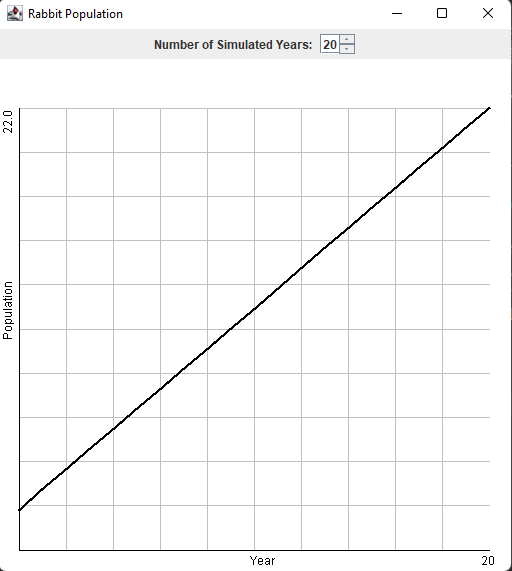 Rabbit Population
Number of Simulated Years: 20
22.0
Population
Year
20